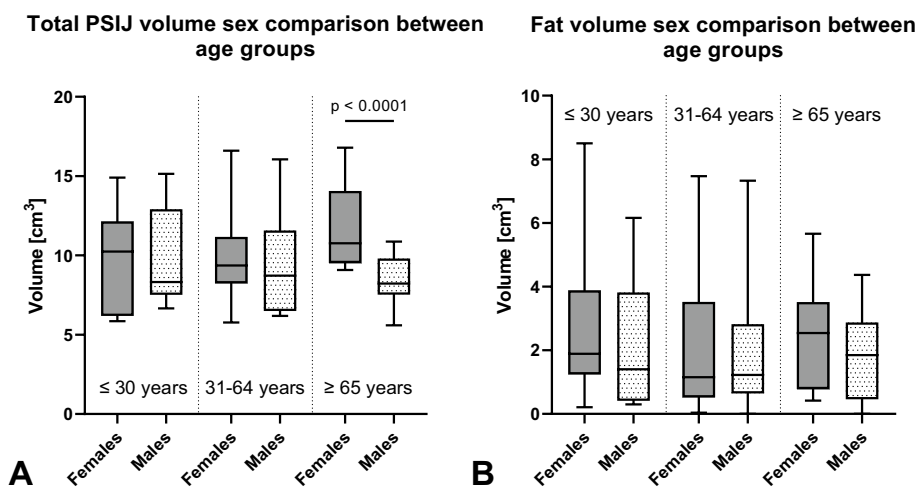 Total PSIJ volume sex comparison between
age groups
Volume [cm³]
20
15
10
5
0
p < 0.0001
≤ 30 years
31-64 years
≥ 65 years
Females
Males
Females
Males
Females
Males
A
Fat volume sex comparison between
age groups
Volume [cm³]
10
8
6
4
2
0
≤ 30 years
31-64 years
≥ 65 years
Females
Males
Females
Males
Females
Males
B